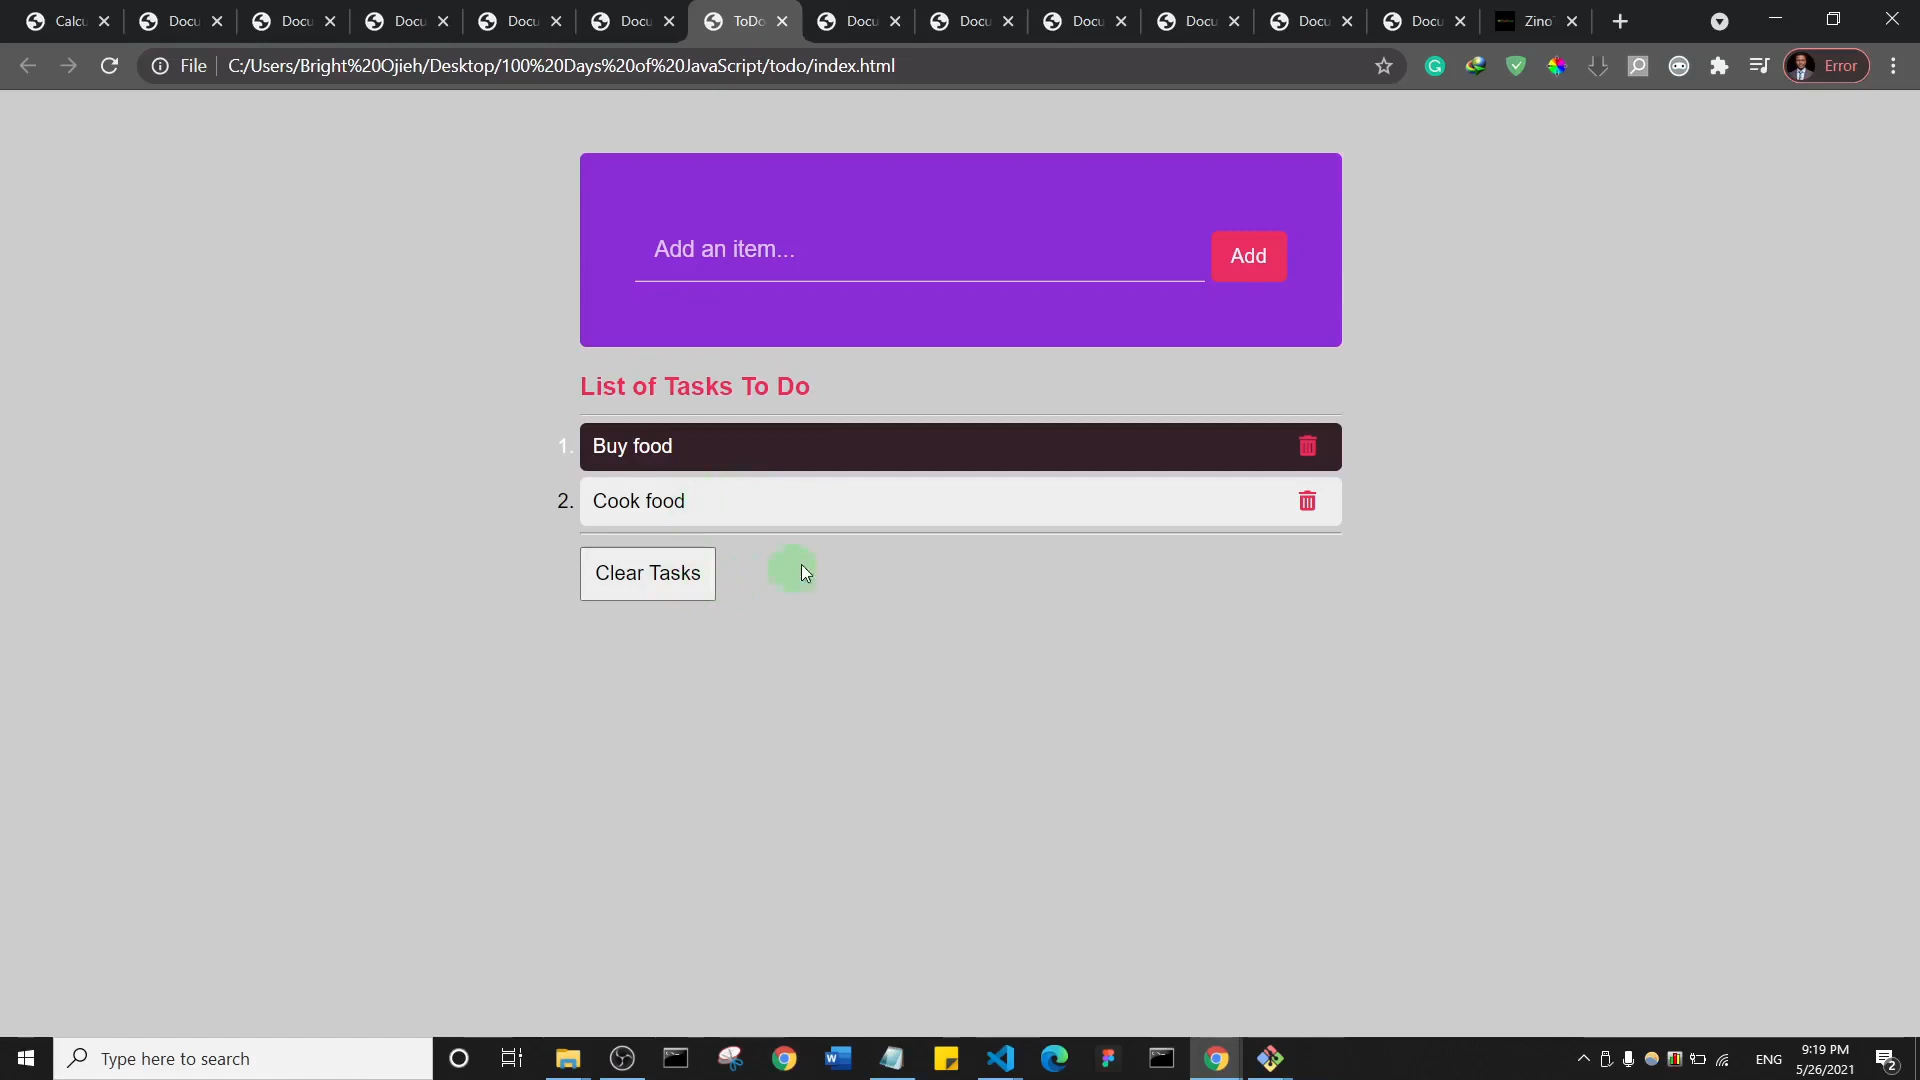 Calcu Docu Docu Docu Docu Docu ToDo Docu Docu Docu Docu Docu Docu Zino
File C:/Users/Bright%20Ojieh/Desktop/100%20Days%20of%20JavaScript/todo/index.html Error
Add an item...
Add
List of Tasks To Do
1. Buy food
2. Cook food
Clear Tasks
Type here to search
ENG
9:19 PM
5/26/2021
2